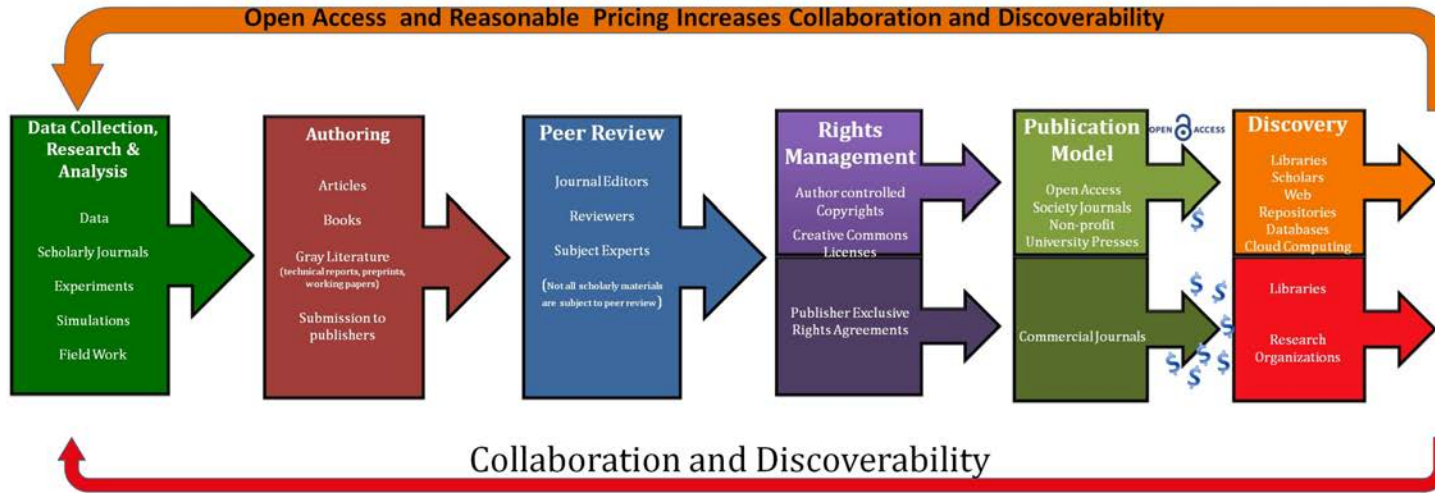 Open Access and Reasonable Pricing Increases Collaboration and Discoverability
Data Collection,
Research &
Analysis
Data
Scholarly Journals
Experiments
Simulations
Field Work
Authoring
Articles
Books
Gray Literature
(technical reports, preprints,
working papers)
Submission to
publishers
Peer Review
Journal Editors
Reviewers
Subject Experts
(Not all scholarly materials
are subject to peer review)
Rights
Management
Author controlled
Copyrights
Creative Commons
Licenses
Publisher Exclusive
Rights Agreements
Publication
Model
Open Access
Society Journals
Non-profit
University Presses
Commercial Journals
OPEN ACCESS
$
$
$
$
$
$
$
$
$
Discovery
Libraries
Scholars
Web
Repositories
Databases
Cloud Computing
Libraries
Research
Organizations
Collaboration and Discoverability